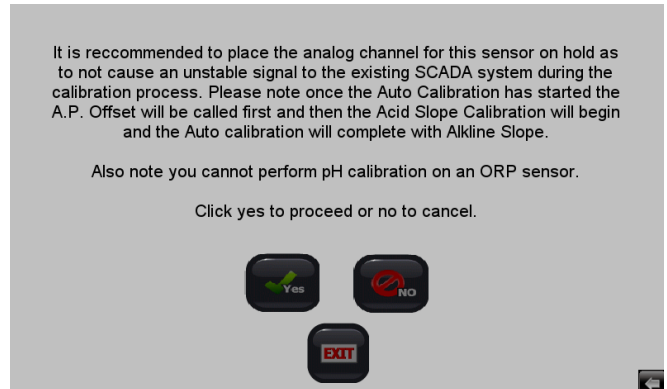 It is reccommended to place the analog channel for this sensor on hold as
to not cause an unstable signal to the existing SCADA system during the
calibration process. Please note once the Auto Calibration has started the
A.P. Offset will be called first and then the Acid Slope Calibration will begin
and the Auto calibration will complete with Alkline Slope.
Also note you cannot perform pH calibration on an ORP sensor.
Click yes to proceed or no to cancel.
Yes
NO
EXIT